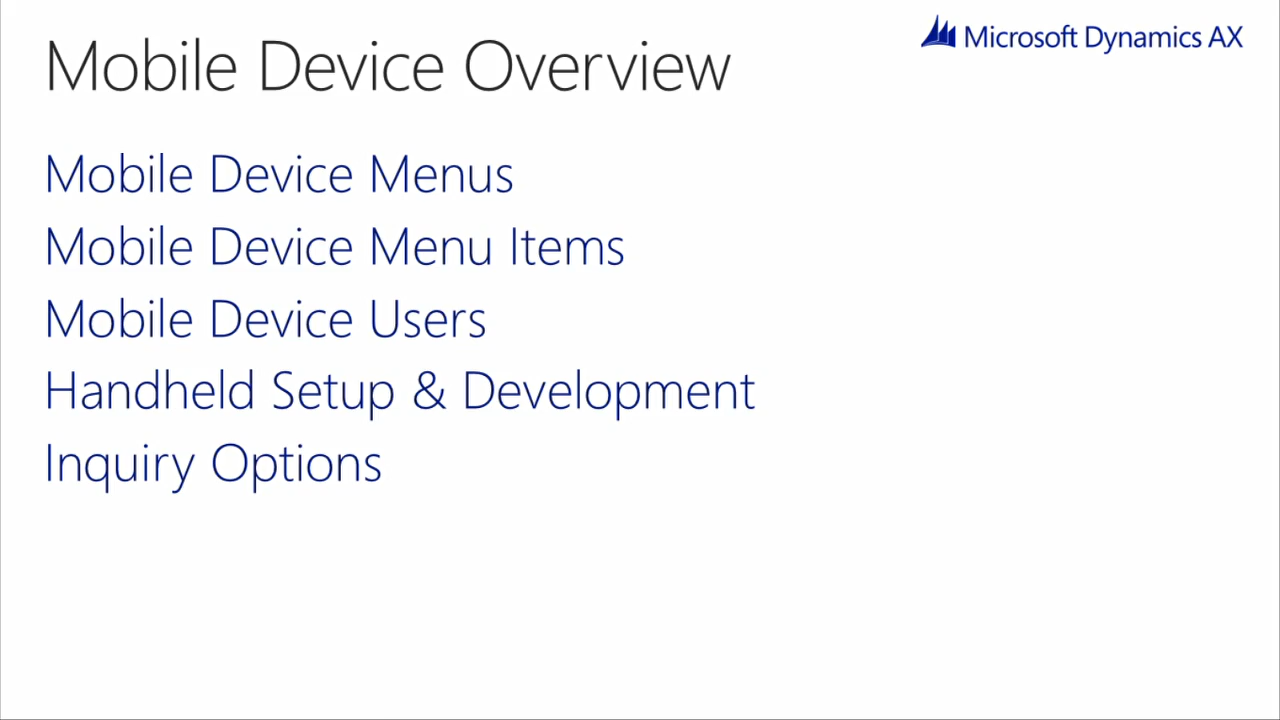 Mobile Device Overview
Microsoft Dynamics AX
Mobile Device Menus
Mobile Device Menu Items
Mobile Device Users
Handheld Setup & Development
Inquiry Options